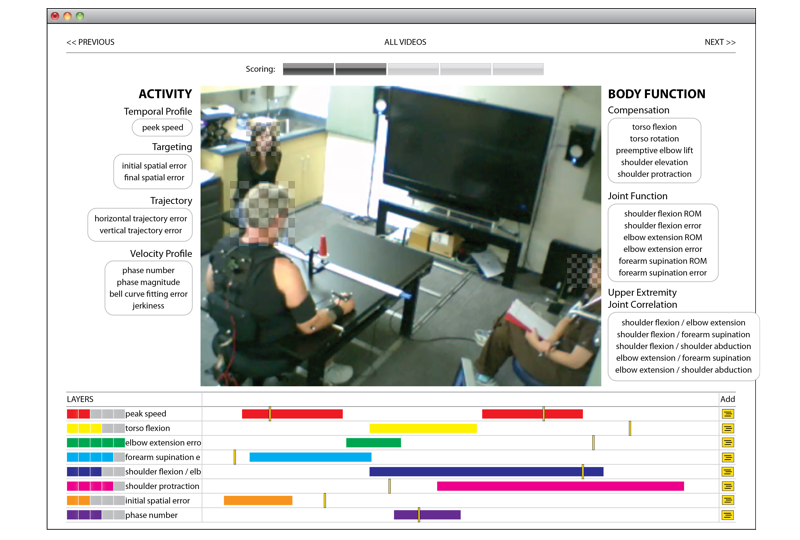 << PREVIOUS
ALL VIDEOS
NEXT >>
Scoring:
ACTIVITY
Temporal Profile
peek speed
Targeting
initial spatial error
final spatial error
Trajectory
horizontal trajectory error
vertical trajectory error
Velocity Profile
phase number
phase magnitude
bell curve fitting error
jerkiness
BODY FUNCTION
Compensation
torso flexion
torso rotation
preemptive elbow lift
shoulder elevation
shoulder protraction
Joint Function
shoulder flexion ROM
shoulder flexion error
elbow extension ROM
elbow extension error
forearm supination ROM
forearm supination error
Upper Extremity
Joint Correlation
shoulder flexion / elbow extension
shoulder flexion / forearm supination
shoulder flexion / shoulder abduction
elbow extension / forearm supination
elbow extension / shoulder abduction
LAYERS
Add
peak speed
torso flexion
elbow extension erro
forearm supination e
shoulder flexion / elb
shoulder protraction
initial spatial error
phase number